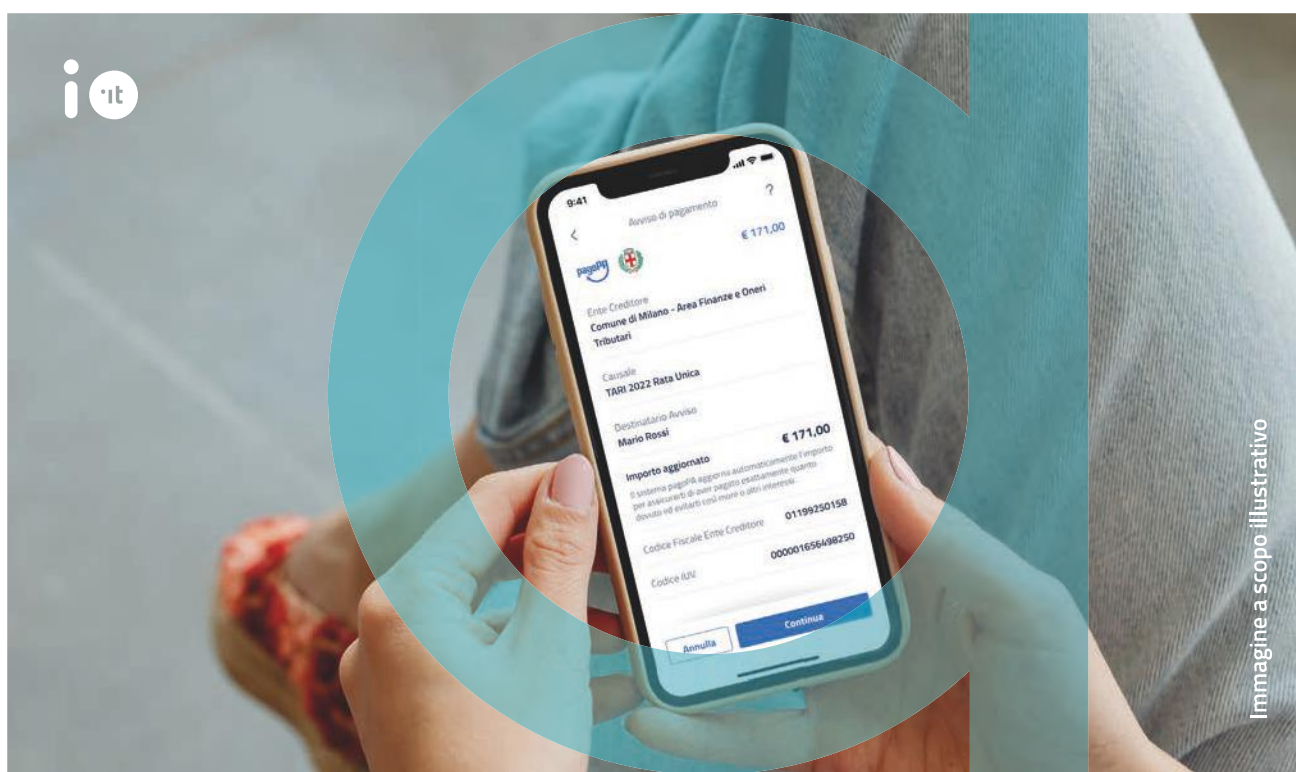 io
.it
9:41
Avviso di pagamento
?
pagoPA
€ 171,00
Ente Creditore
Comune di Milano - Area Finanze e Oneri
Tributari
Causale
TARI 2022 Rata Unica
Destinatario Avviso
Mario Rossi
Importo aggiornato € 171,00
Il sistema pagoPA aggiorna automaticamente l'importo
per assicurarti di aver pagato esattamente quanto
dovuto ed evitarti così more o altri interessi.
Codice Fiscale Ente Creditore 01199250158
Codice IUV 000001656498250
Annulla Continua
Immagine a scopo illustrativo